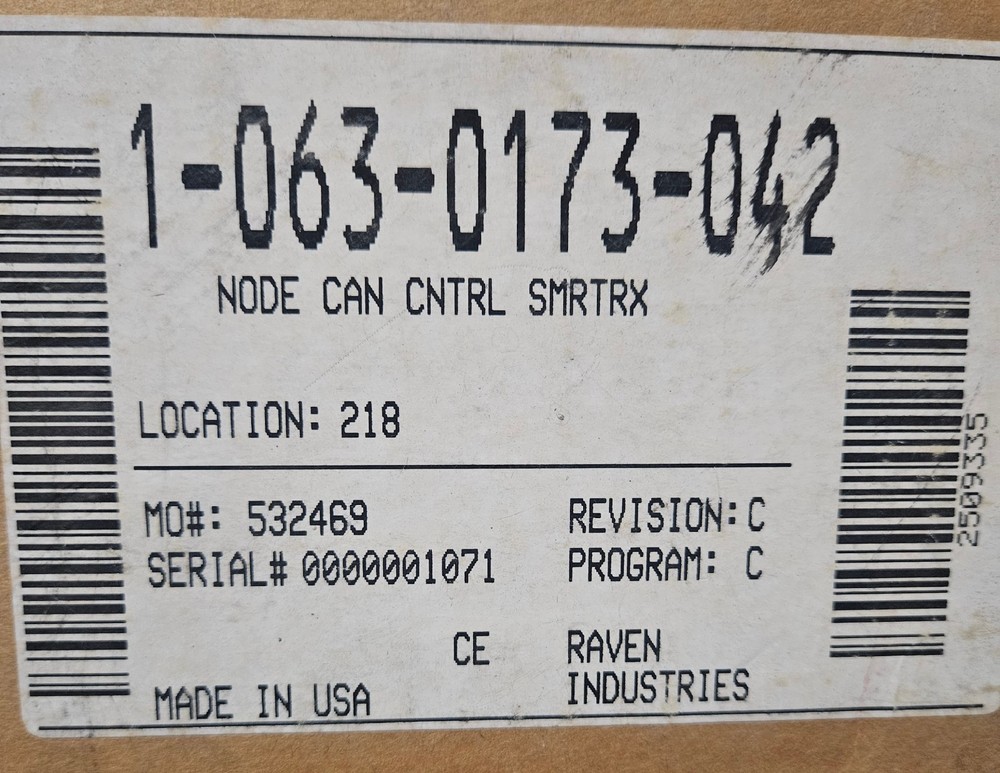 1-063-0173-042
NODE CAN CNTRL SMRTRX
LOCATION: 218
MO#: 532469
REVISION: C
SERIAL# 0000001071
PROGRAM: C
CE
RAVEN
INDUSTRIES
MADE IN USA
2509335